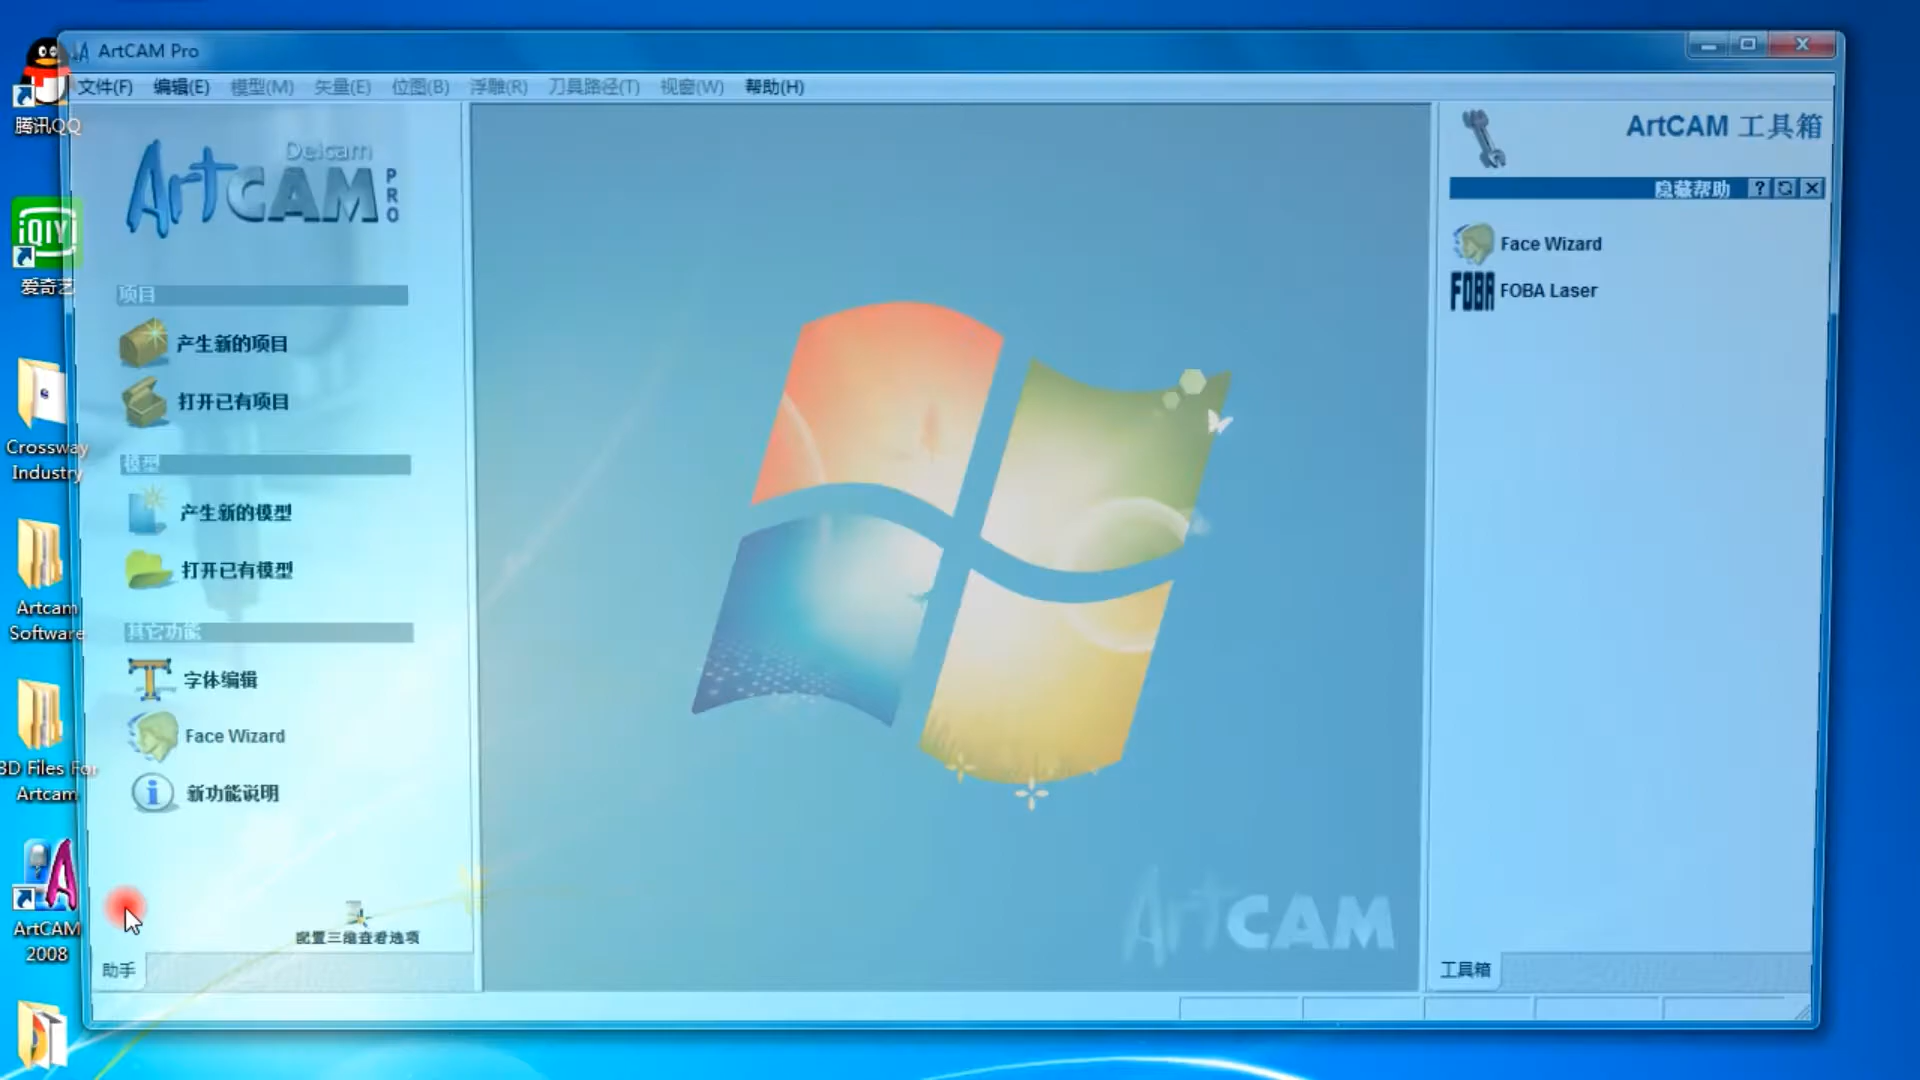 ArtCAM Pro
文件(F) 编辑(E) 模型(M) 矢量(E) 位图(B) 浮雕(R) 刀具路径(T) 视窗(W) 帮助(H)
腾讯QQ
爱奇艺
Crossway
Industry
Artcam
Software
3D Files For
Artcam
ArtCAM
2008
Delcam
ArtCAM PRO
项目
产生新的项目
打开已有项目
模型
产生新的模型
打开已有模型
其它功能
字体编辑
Face Wizard
新功能说明
配置三维查看选项
助手
ArtCAM
ArtCAM 工具箱
隐藏帮助
Face Wizard
FOBA FOBA Laser
工具箱